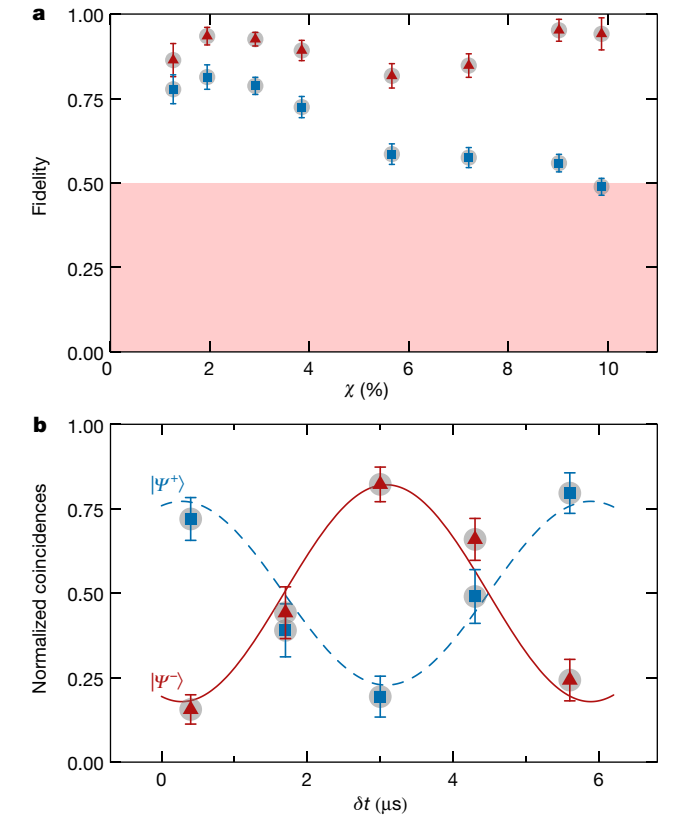 a
1.00
0.75
0.50
0.25
0.00
Fidelity
0 2 4 6 8 10
χ (%)
b
1.00
0.75
0.50
0.25
0.00
Normalized coincidences
|Ψ⁺⟩
|Ψ⁻⟩
0 2 4 6
δt (μs)